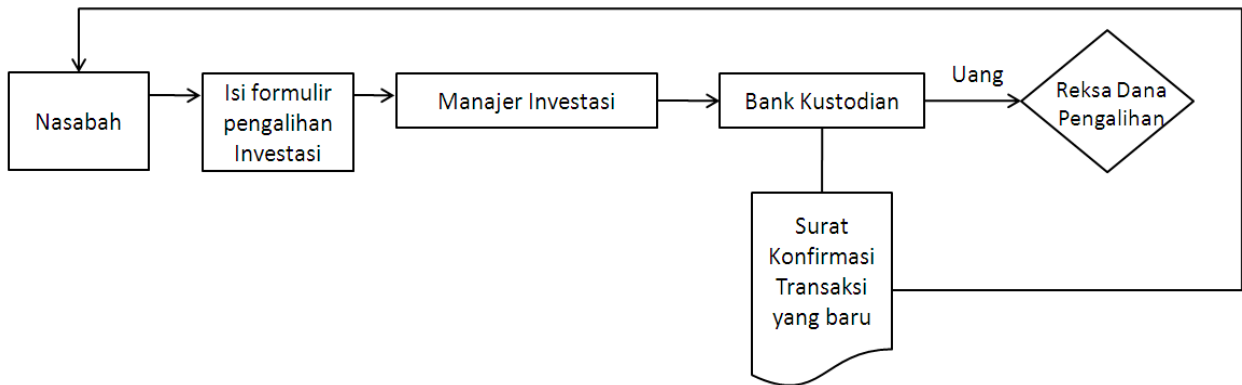 Nasabah
Isi formulir
pengalihan
Investasi
Manajer Investasi
Bank Kustodian
Uang
Reksa Dana
Pengalihan
Surat
Konfirmasi
Transaksi
yang baru